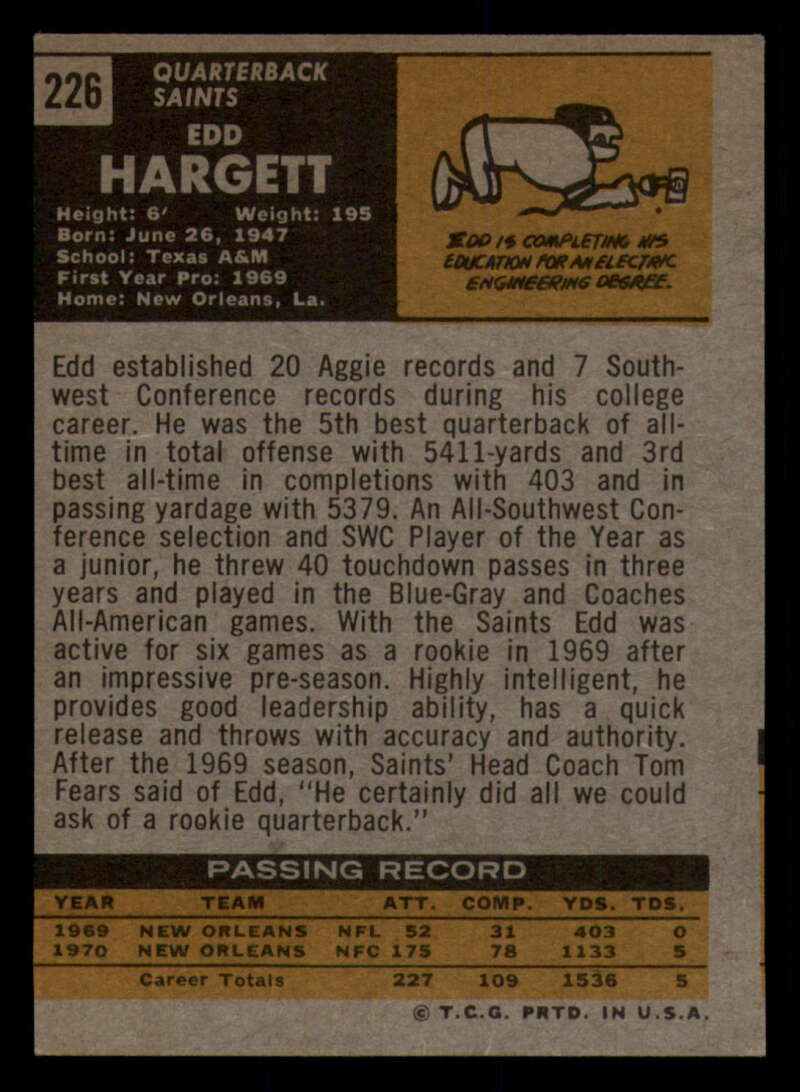 226
QUARTERBACK
SAINTS
EDD
HARGETT
Height: 6' Weight: 195
Born: June 26, 1947
School: Texas A&M
First Year Pro: 1969
Home: New Orleans, La.
EDD IS COMPLETING HIS
EDUCATION FOR AN ELECTRIC
ENGINEERING DEGREE.
Edd established 20 Aggie records and 7 South-
west Conference records during his college
career. He was the 5th best quarterback of all-
time in total offense with 5411-yards and 3rd
best all-time in completions with 403 and in
passing yardage with 5379. An All-Southwest Con-
ference selection and SWC Player of the Year as
a junior, he threw 40 touchdown passes in three
years and played in the Blue-Gray and Coaches
All-American games. With the Saints Edd was
active for six games as a rookie in 1969 after
an impressive pre-season. Highly intelligent, he
provides good leadership ability, has a quick
release and throws with accuracy and authority.
After the 1969 season, Saints' Head Coach Tom
Fears said of Edd, "He certainly did all we could
ask of a rookie quarterback."
PASSING RECORD
YEAR TEAM ATT. COMP. YDS. TDS.
1969 NEW ORLEANS NFL 52 31 403 0
1970 NEW ORLEANS NFC 175 78 1133 5
Career Totals 227 109 1536 5
© T.C.G. PRTD. IN U.S.A.